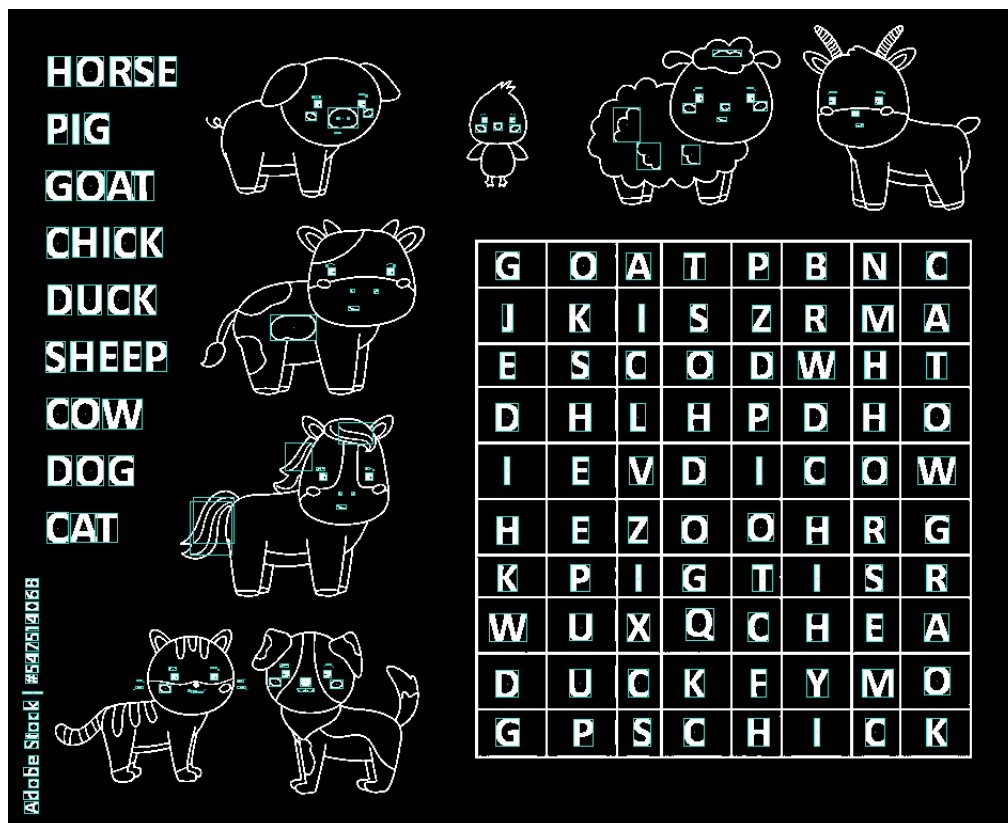 HORSE
PIG
GOAT
CHICK
DUCK
SHEEP
COW
DOG
CAT
G O A T P B N C
J K I S Z R M A
E S C O D W H T
D H L H P D H O
I E V D I C O W
H E Z O O H R G
K P I G T I S R
W U X Q C H E A
D U C K F Y M O
G P S C H I C K
Adobe Stock | #547514068